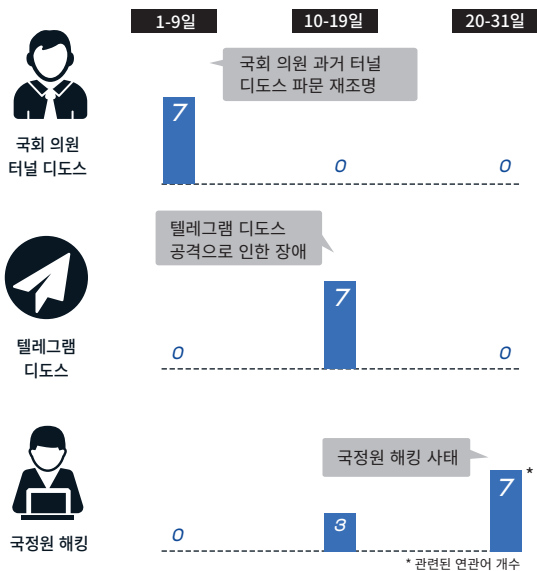 1-9일
10-19일
20-31일
국회 의원 과거 터널
디도스 파문 재조명
7
0
0
국회 의원
터널 디도스
텔레그램 디도스
공격으로 인한 장애
0
7
0
텔레그램
디도스
국정원 해킹 사태
0
3
7
*
국정원 해킹
* 관련된 연관어 개수